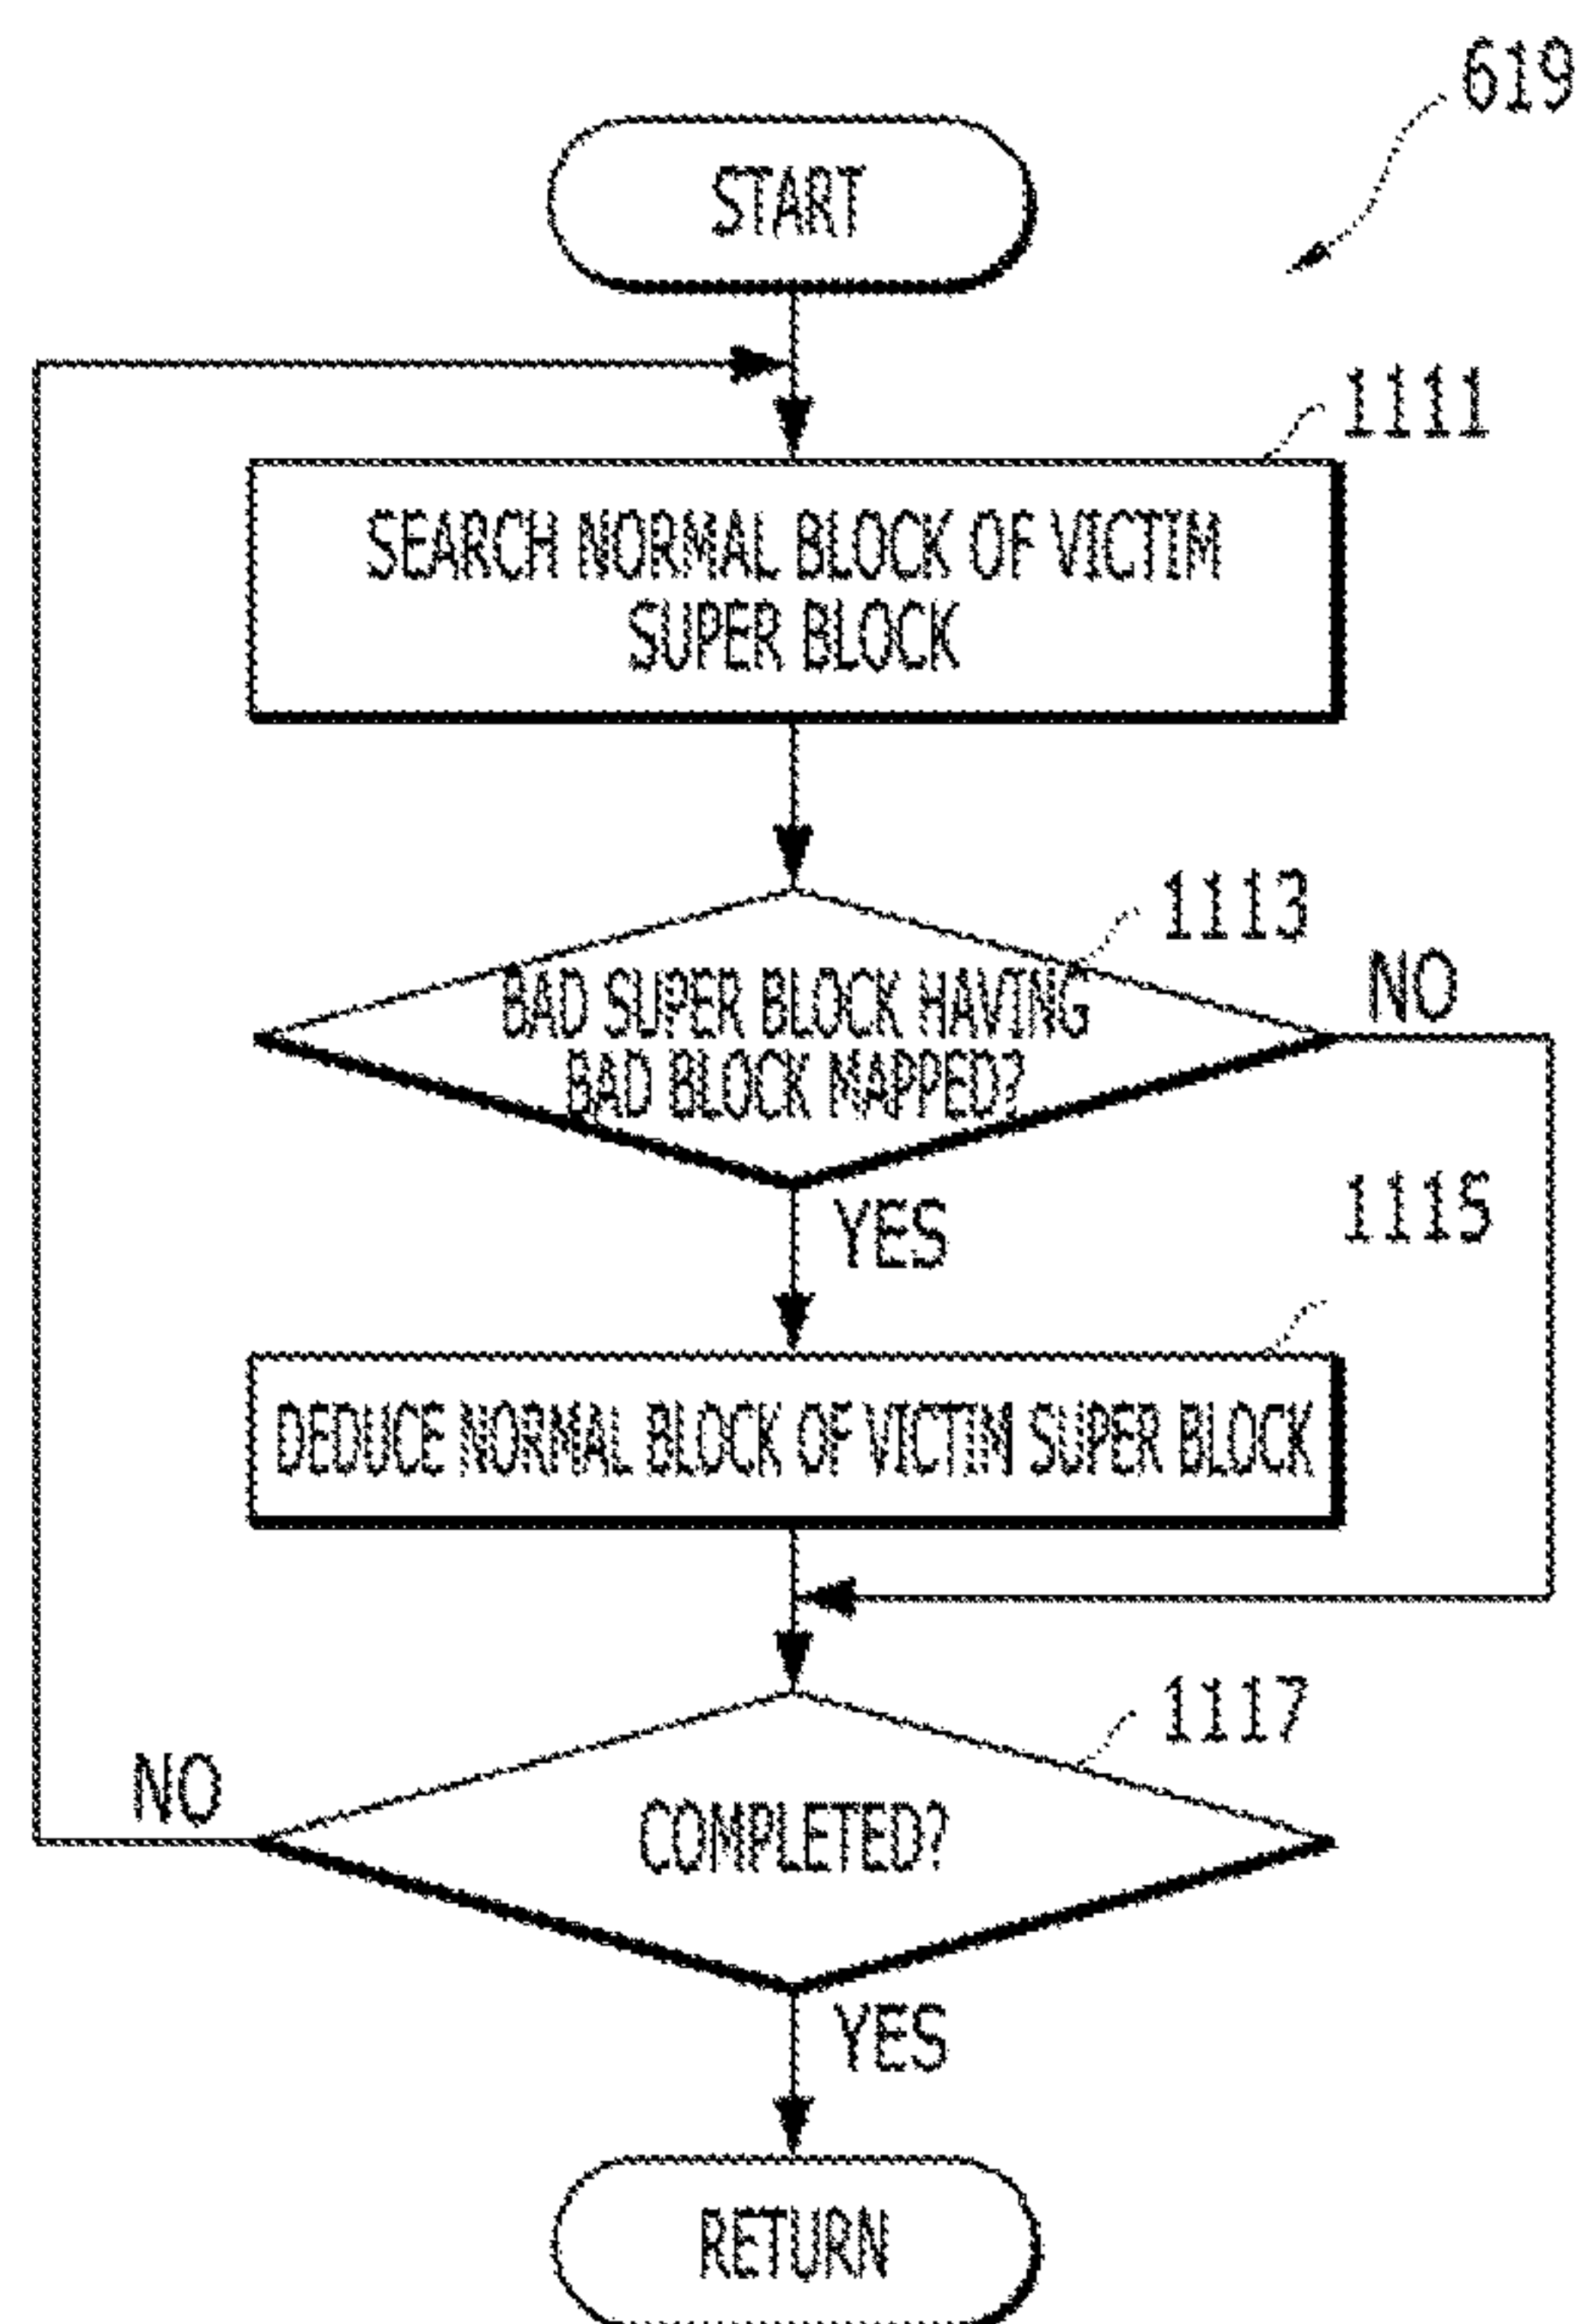 619
START
1111
SEARCH NORMAL BLOCK OF VICTIM
SUPER BLOCK
1113
NO
BAD SUPER BLOCK HAVING
BAD BLOCK MAPPED?
YES
1115
DEDUCE NORMAL BLOCK OF VICTIM SUPER BLOCK
1117
NO
COMPLETED?
YES
RETURN